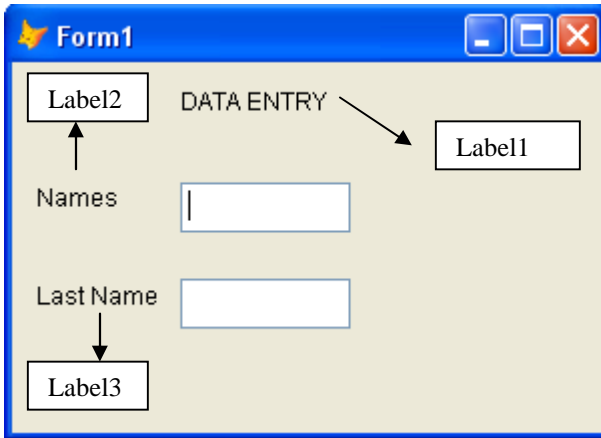 Form1
Label2
DATA ENTRY
Label1
Names
Last Name
Label3